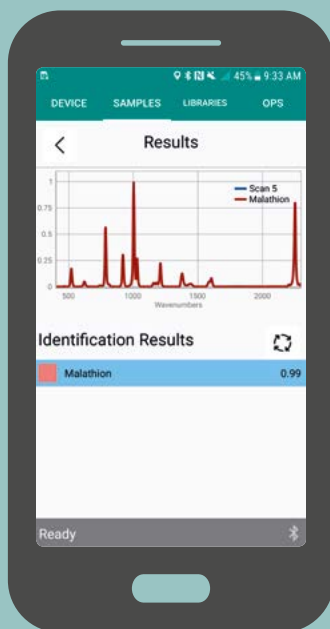 45% 9:33 AM
DEVICE SAMPLES LIBRARIES OPS
Results
1
0.75
0.5
0.25
0
Scan 5
Malathion
500 1000 1500 2000
Wavenumbers
Identification Results
Malathion 0.99
Ready